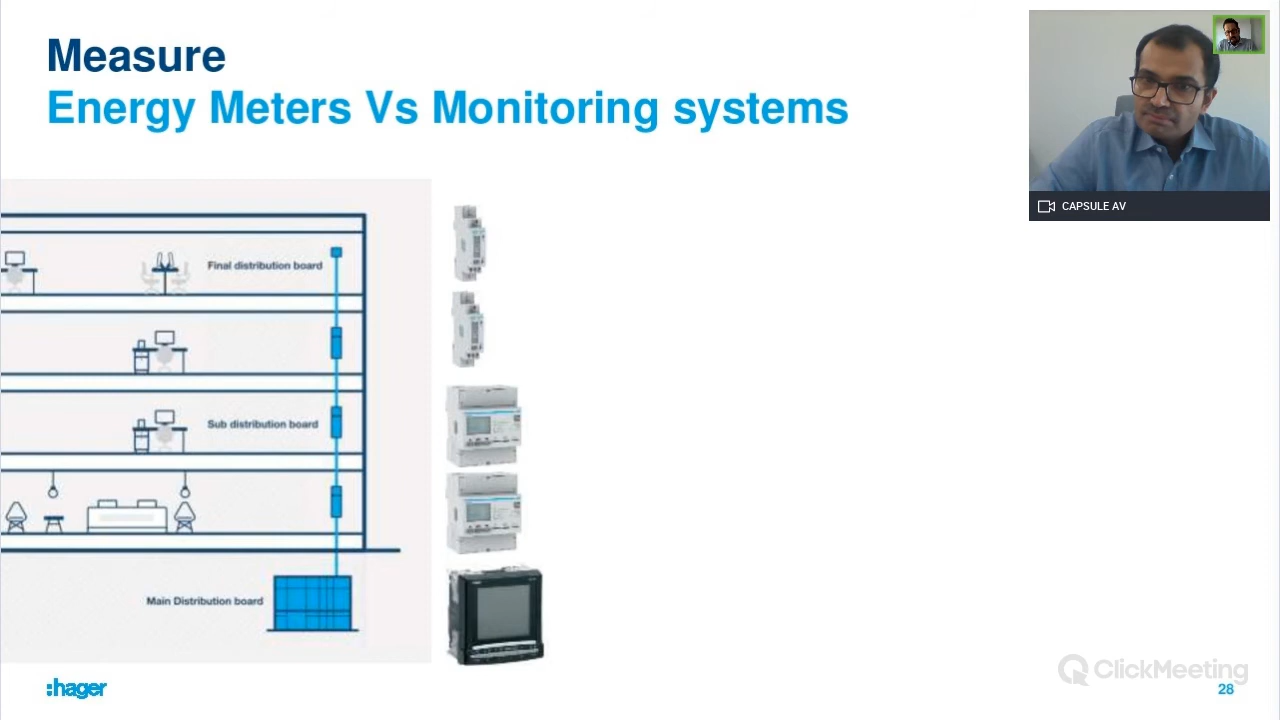 Measure
Energy Meters Vs Monitoring systems
CAPSULE AV
Final distribution board
Sub distribution board
Main Distribution board
:hager
ClickMeeting
28